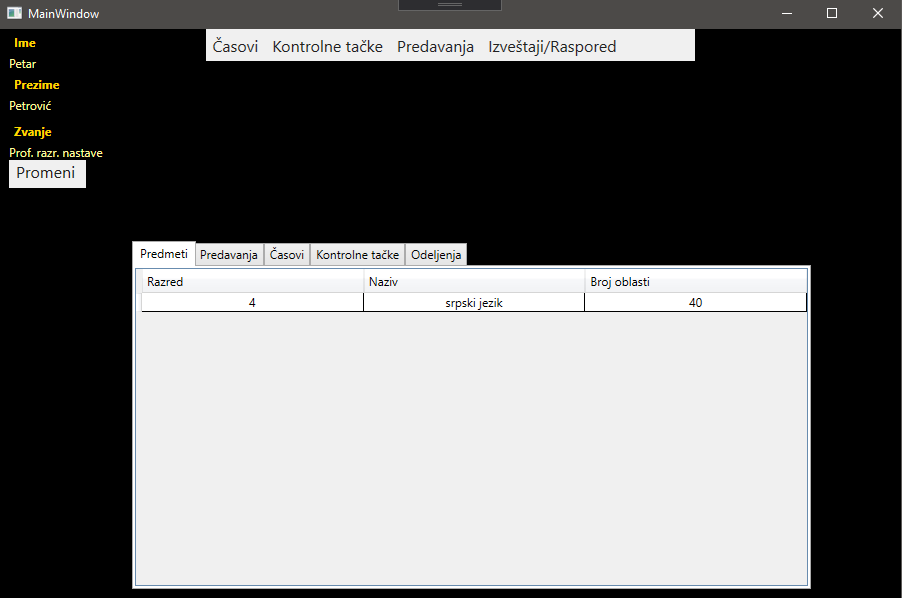 MainWindow
Ime
Petar
Prezime
Petrović
Zvanje
Prof. razr. nastave
Promeni
Časovi Kontrolne tačke Predavanja Izveštaji/Raspored
Predmeti Predavanja Časovi Kontrolne tačke Odeljenja
Razred Naziv Broj oblasti
4 srpski jezik 40